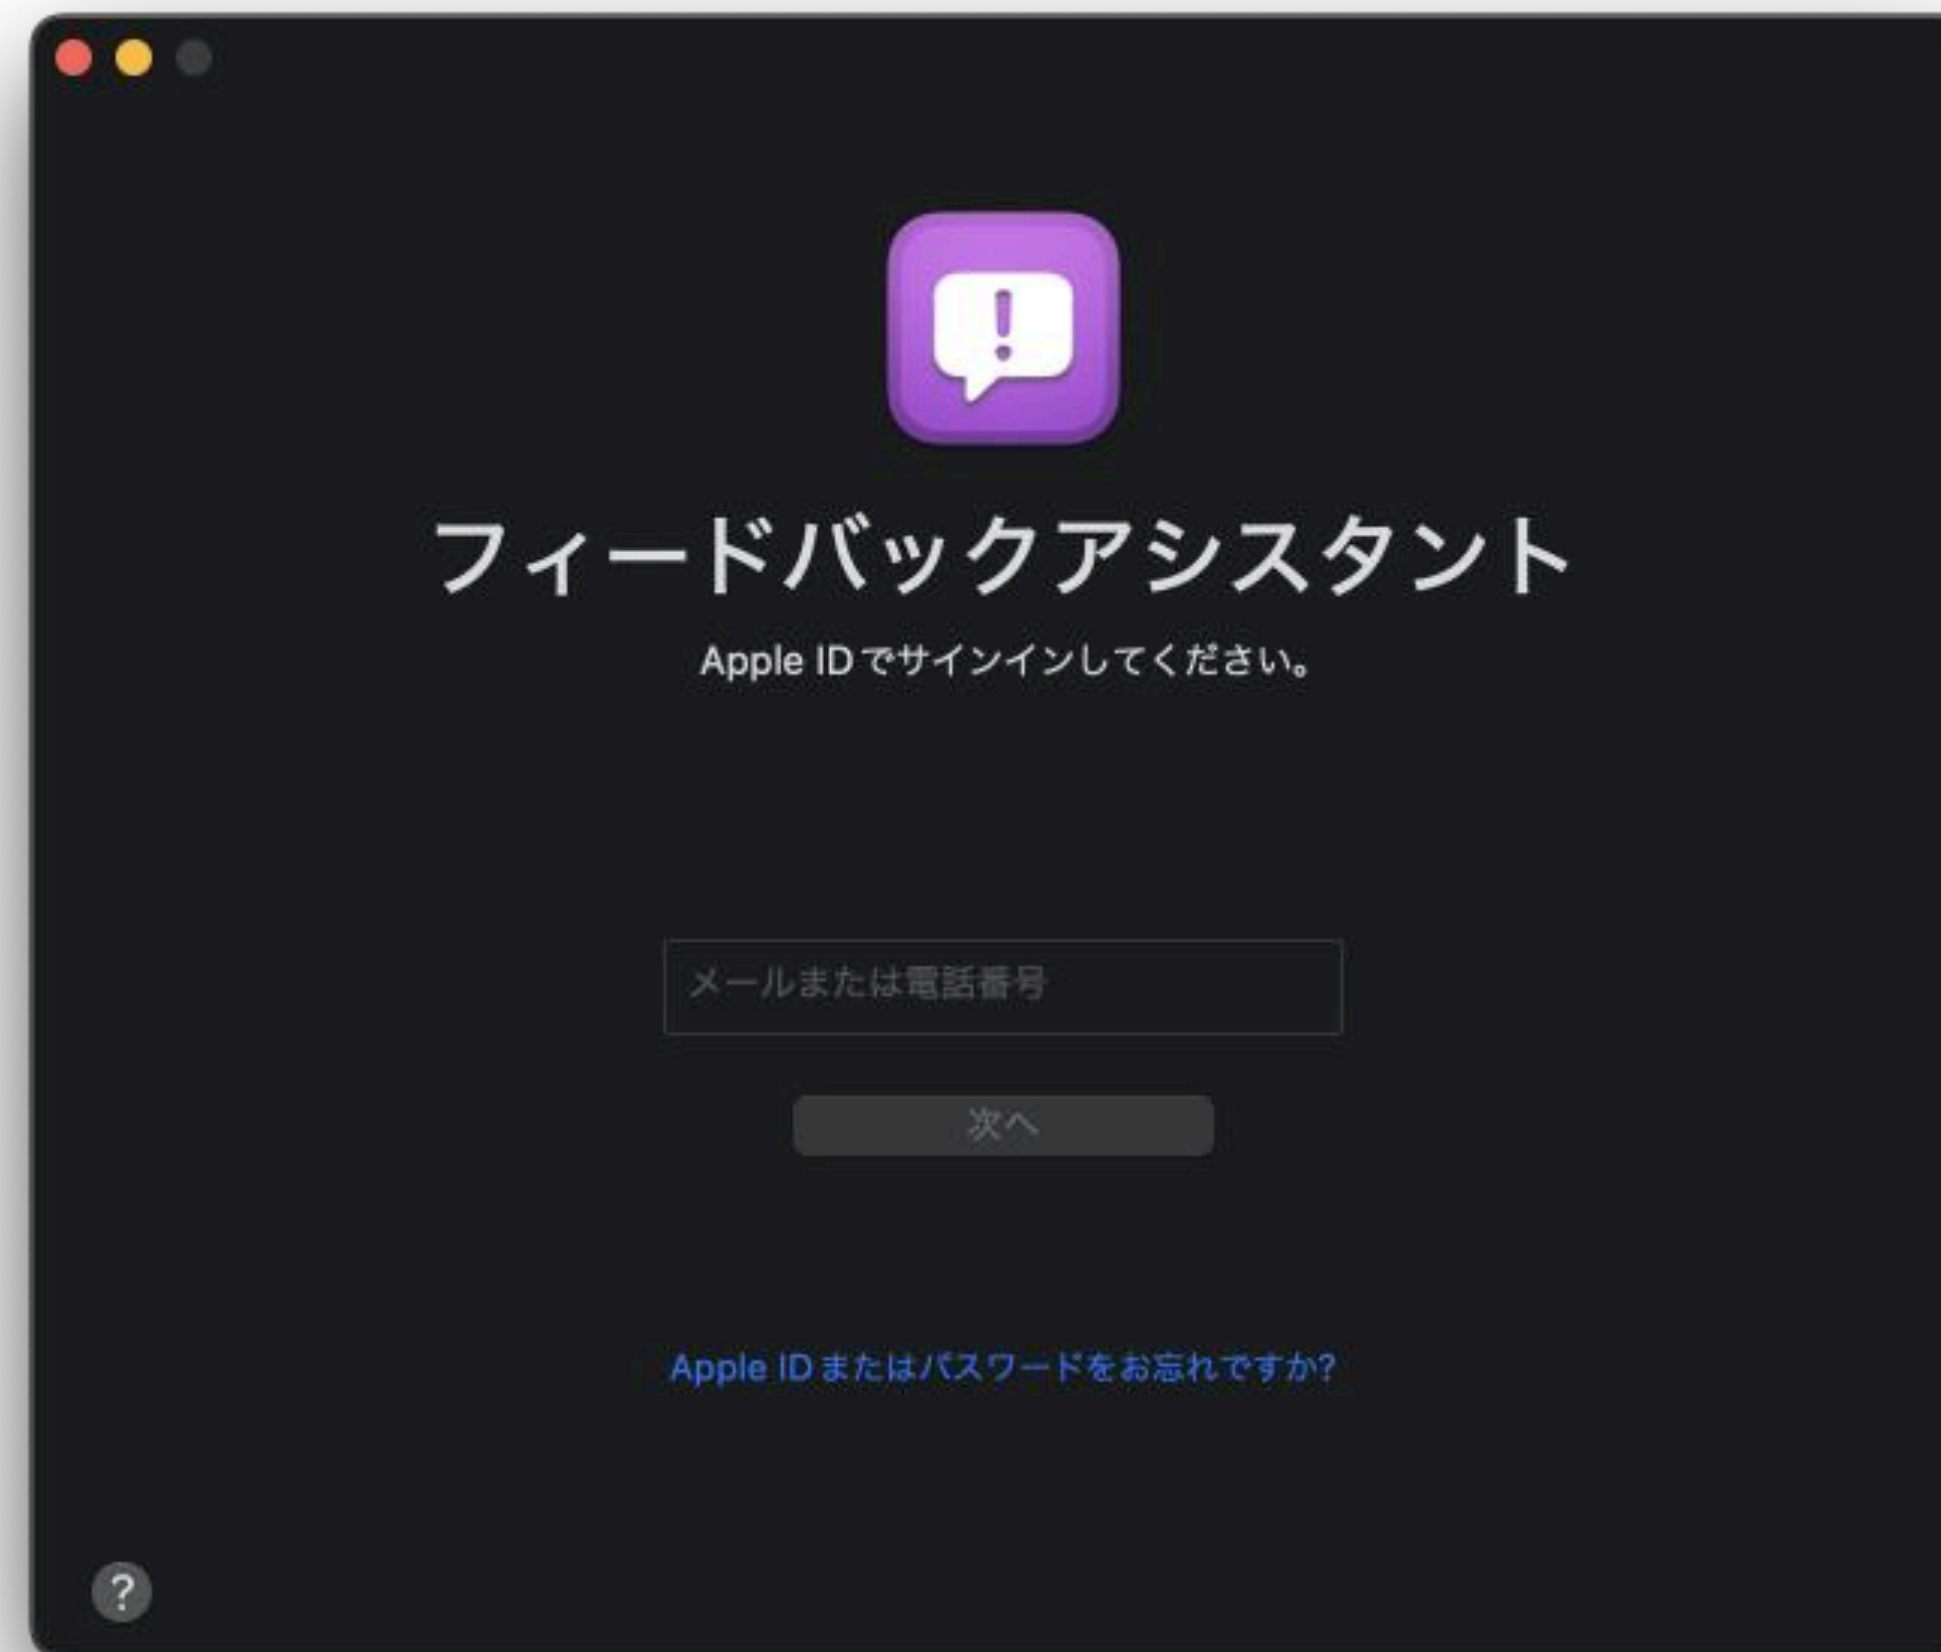 フィードバックアシスタント
Apple IDでサインインしてください。
メールまたは電話番号
次へ
Apple IDまたはパスワードをお忘れですか?
?